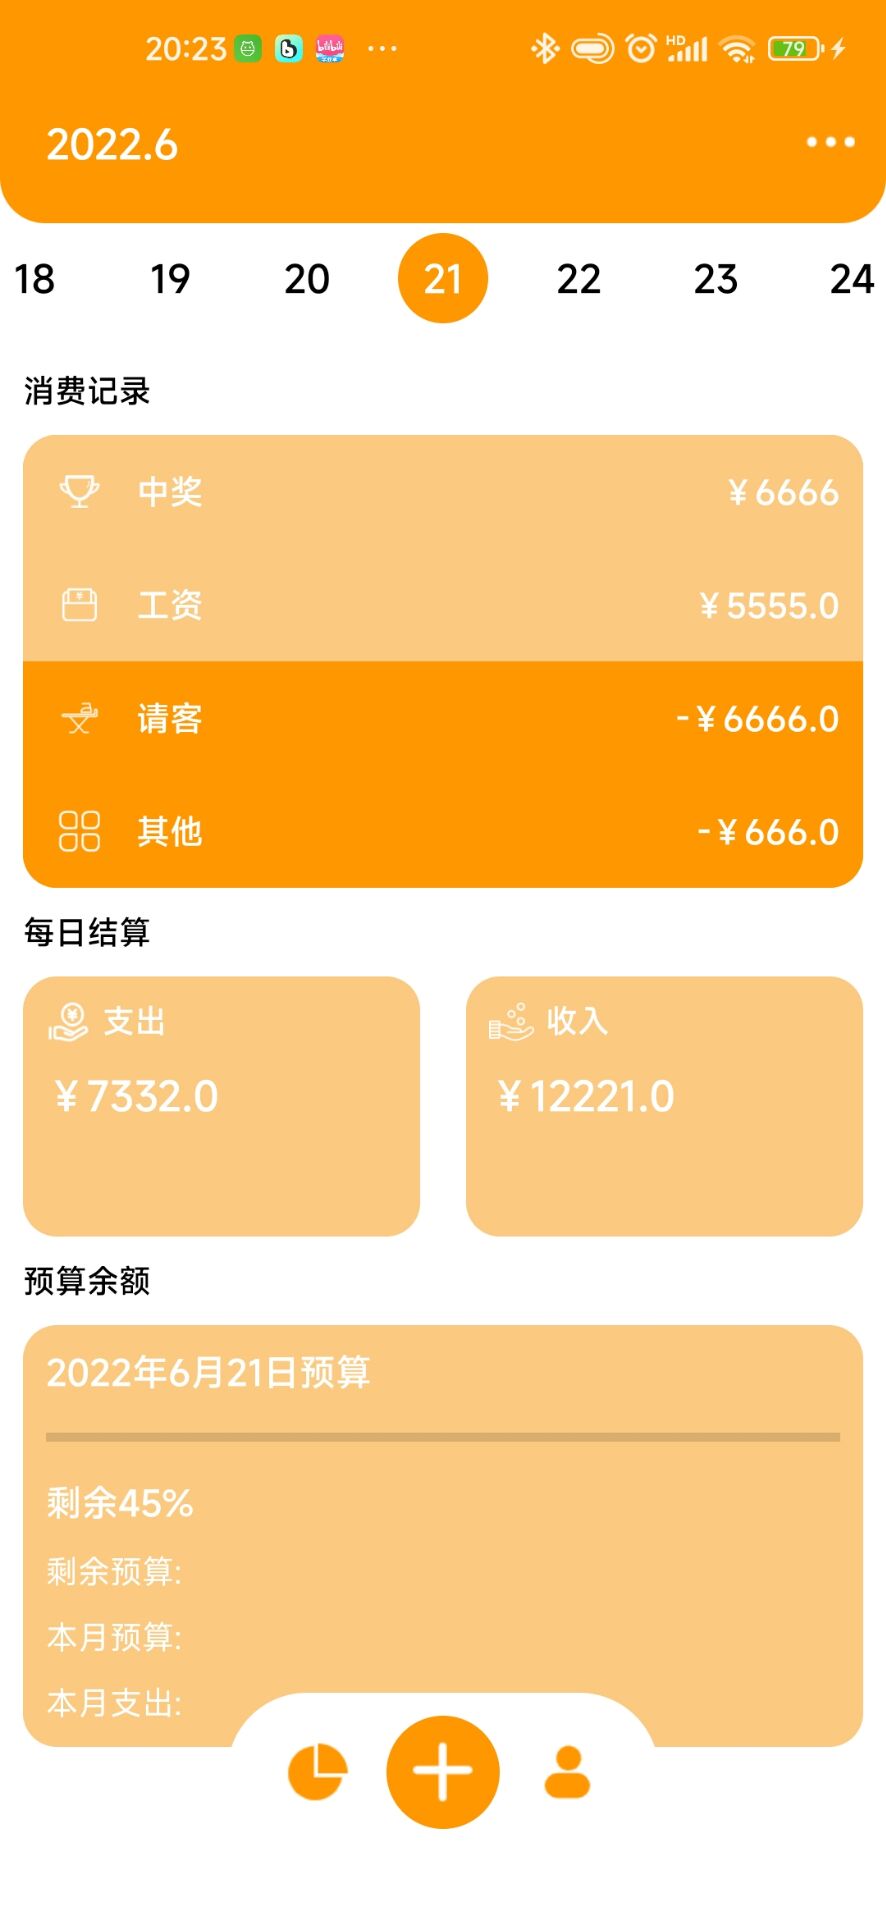 20:23 bilibili ... HD 79
2022.6
18 19 20 21 22 23 24
消费记录
中奖 ¥6666
工资 ¥5555.0
请客 -¥6666.0
其他 -¥666.0
每日结算
支出 收入
¥7332.0 ¥12221.0
预算余额
2022年6月21日预算
剩余45%
剩余预算:
本月预算:
本月支出: